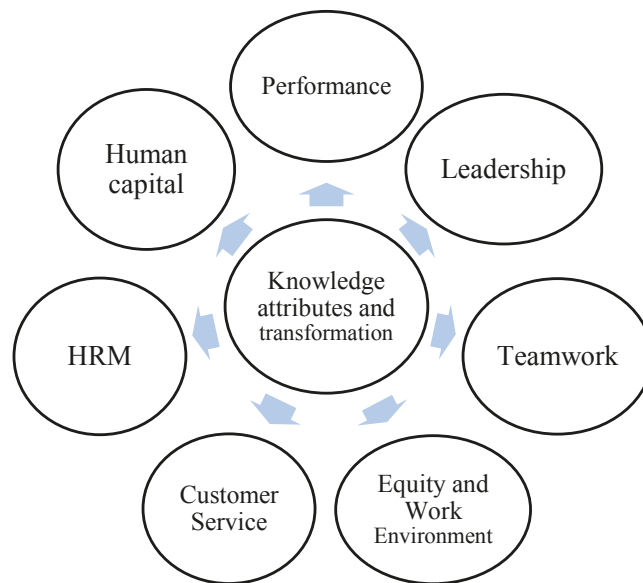 Performance
Human
capital
Leadership
Knowledge
attributes and
transformation
HRM
Teamwork
Customer
Service
Equity and
Work
Environment